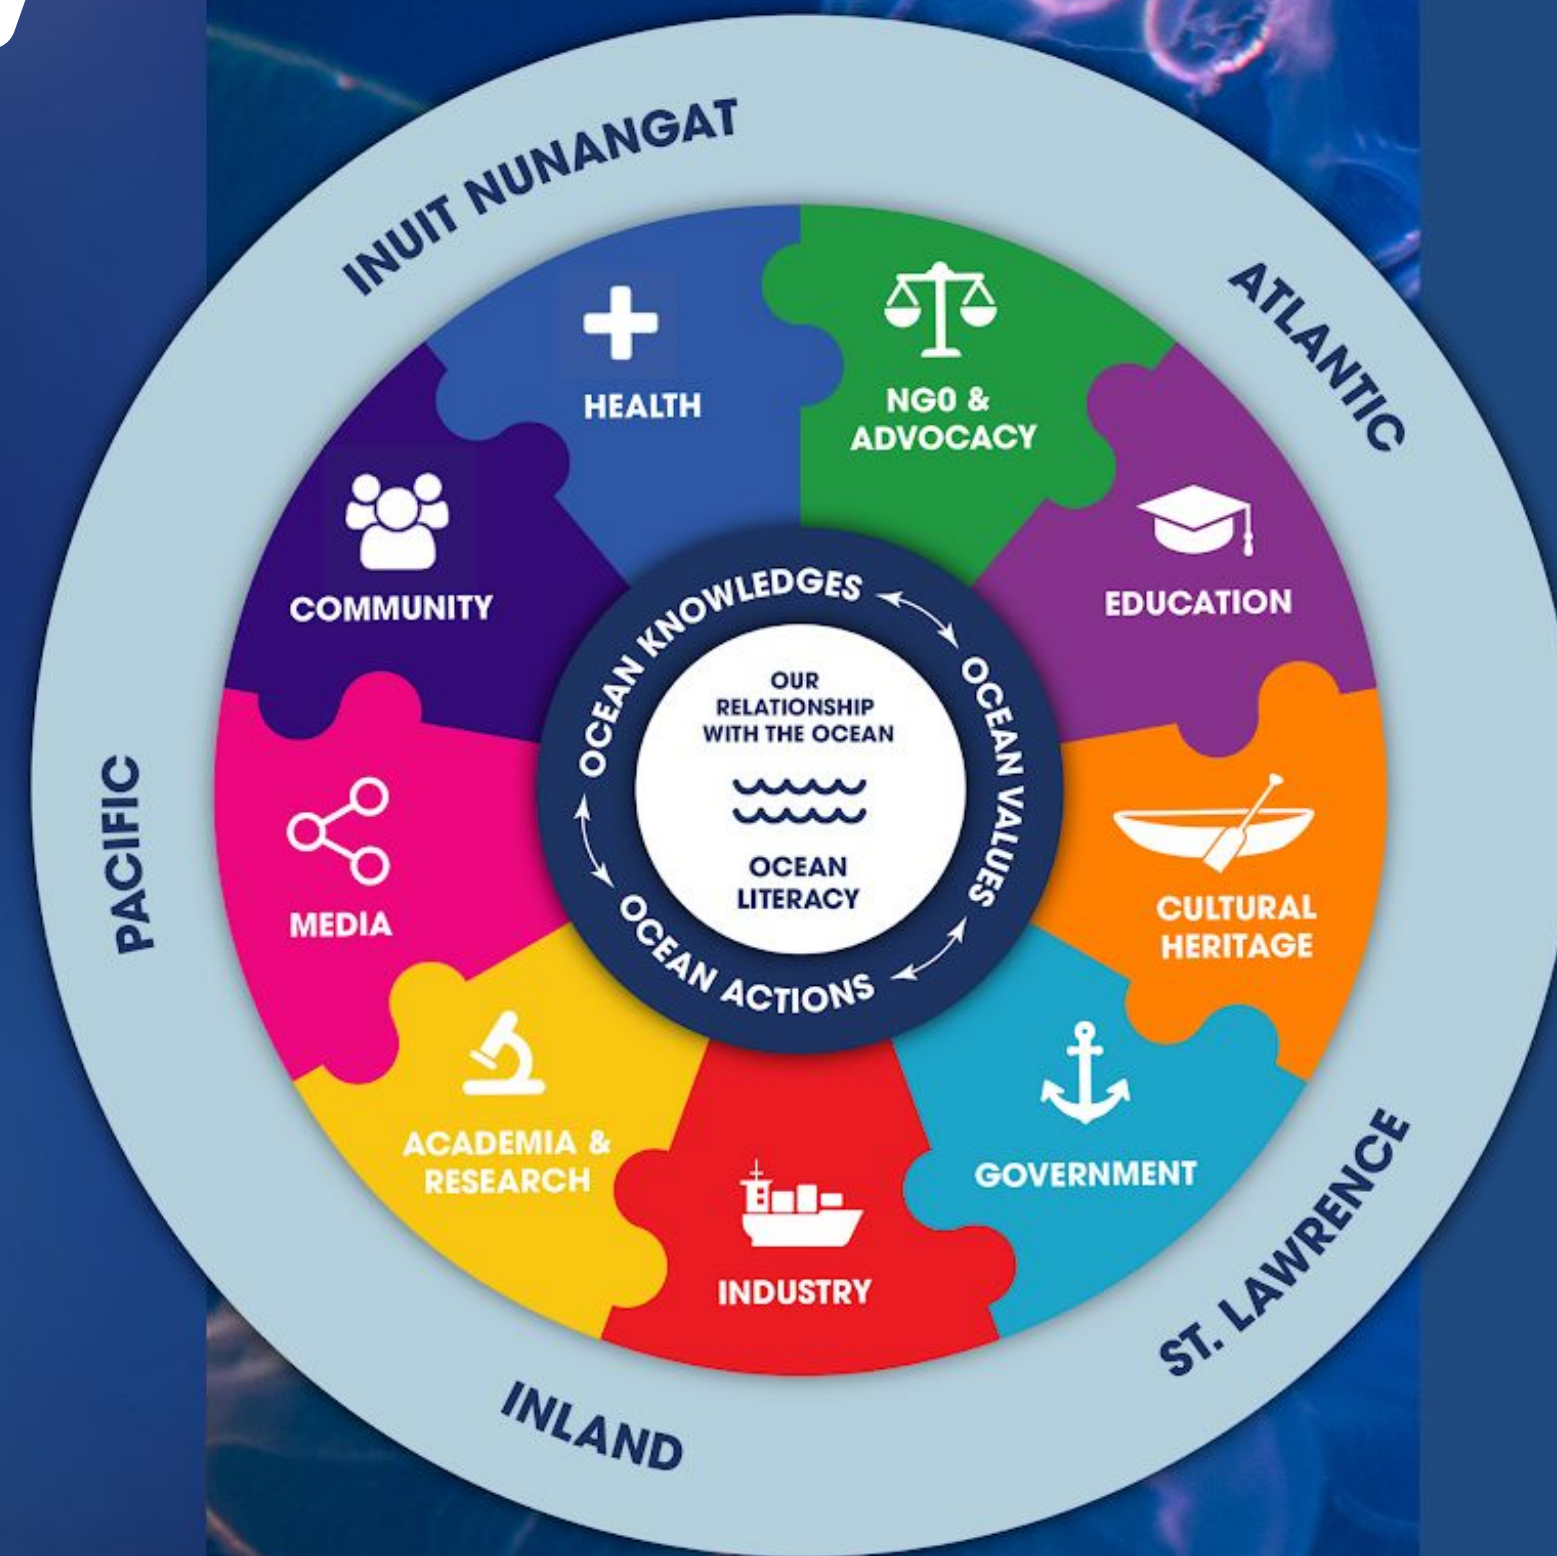 INUIT NUNANGAT
ATLANTIC
ST. LAWRENCE
INLAND
PACIFIC
HEALTH
NG0 &
ADVOCACY
EDUCATION
CULTURAL
HERITAGE
GOVERNMENT
INDUSTRY
ACADEMIA &
RESEARCH
MEDIA
COMMUNITY
OCEAN KNOWLEDGES
OCEAN VALUES
OCEAN ACTIONS
OUR
RELATIONSHIP
WITH THE OCEAN
OCEAN
LITERACY